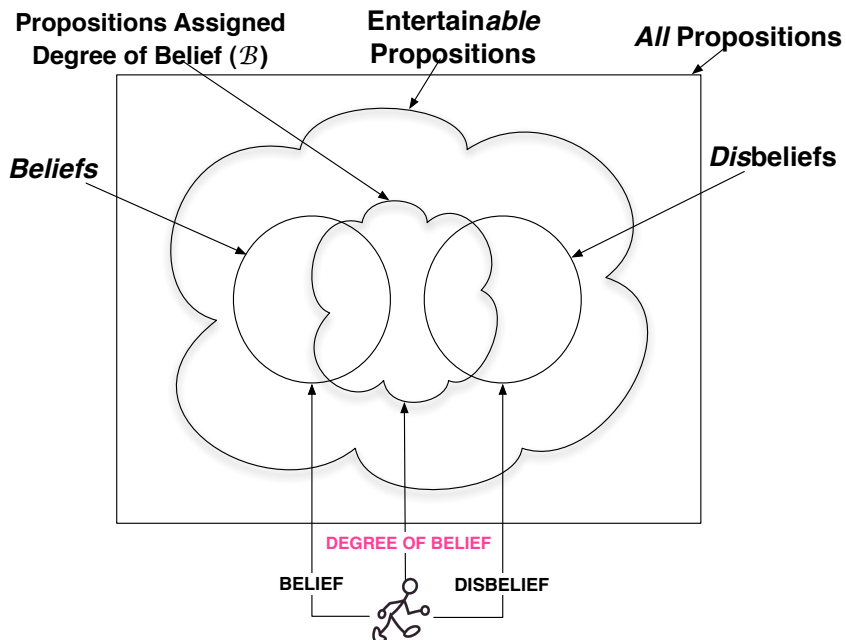 Propositions Assigned
Degree of Belief (ℬ)
Entertainable
Propositions
All Propositions
Beliefs
Disbeliefs
DEGREE OF BELIEF
BELIEF
DISBELIEF